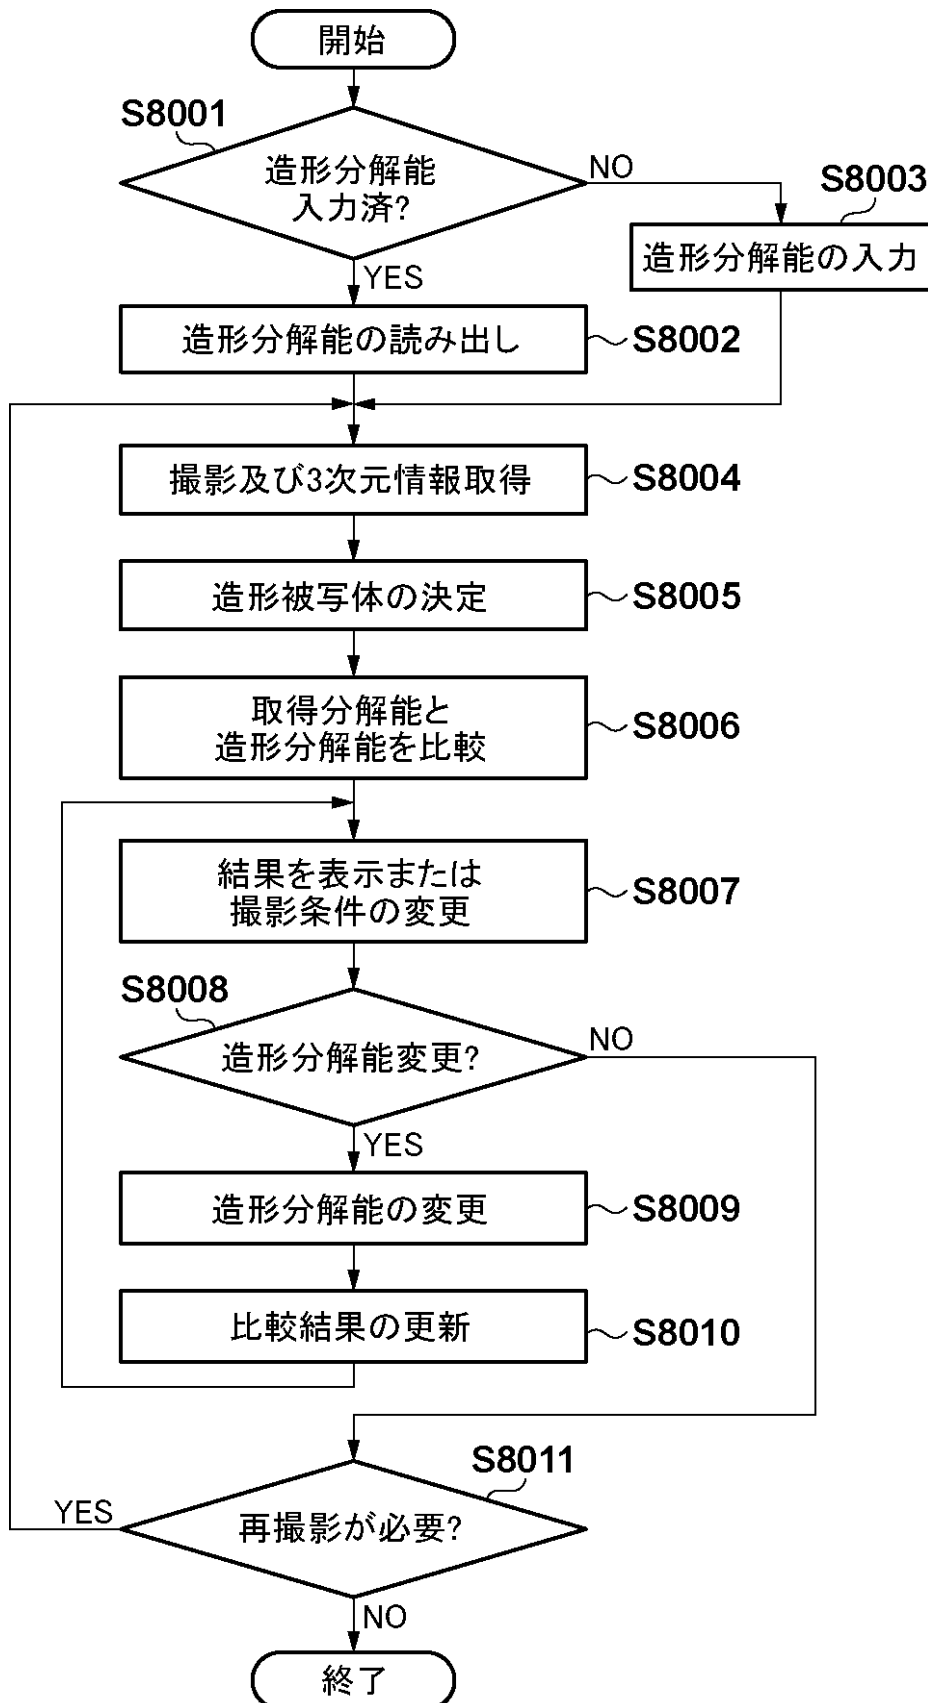 開始
S8001
造形分解能
入力済?
NO
S8003
造形分解能の入力
YES
造形分解能の読み出し
S8002
撮影及び3次元情報取得
S8004
造形被写体の決定
S8005
取得分解能と
造形分解能を比較
S8006
結果を表示または
撮影条件の変更
S8007
S8008
造形分解能変更?
NO
YES
造形分解能の変更
S8009
比較結果の更新
S8010
S8011
再撮影が必要?
YES
NO
終了